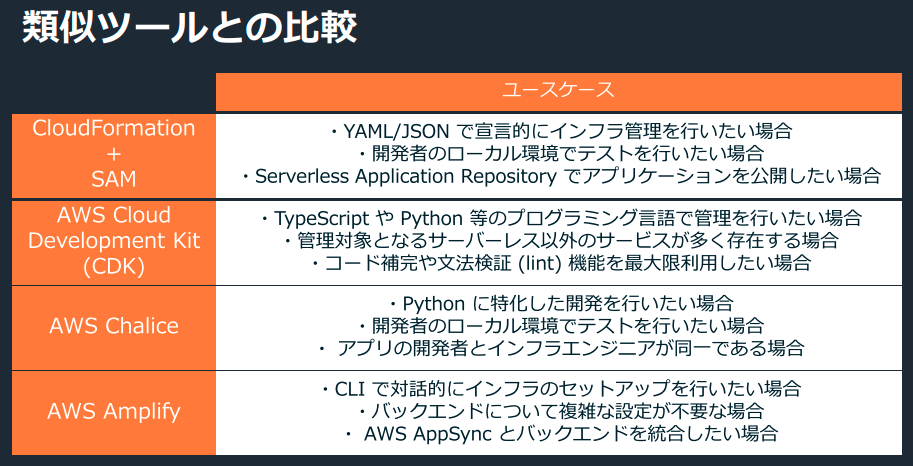 類似ツールとの比較
ユースケース
CloudFormation
+
SAM
・YAML/JSON で宣言的にインフラ管理を行いたい場合
・開発者のローカル環境でテストを行いたい場合
・Serverless Application Repository でアプリケーションを公開したい場合
AWS Cloud
Development Kit
(CDK)
・TypeScript や Python 等のプログラミング言語で管理を行いたい場合
・管理対象となるサーバーレス以外のサービスが多く存在する場合
・コード補完や文法検証 (lint) 機能を最大限利用したい場合
AWS Chalice
・Python に特化した開発を行いたい場合
・開発者のローカル環境でテストを行いたい場合
・ アプリの開発者とインフラエンジニアが同一である場合
AWS Amplify
・CLI で対話的にインフラのセットアップを行いたい場合
・バックエンドについて複雑な設定が不要な場合
・ AWS AppSync とバックエンドを統合したい場合